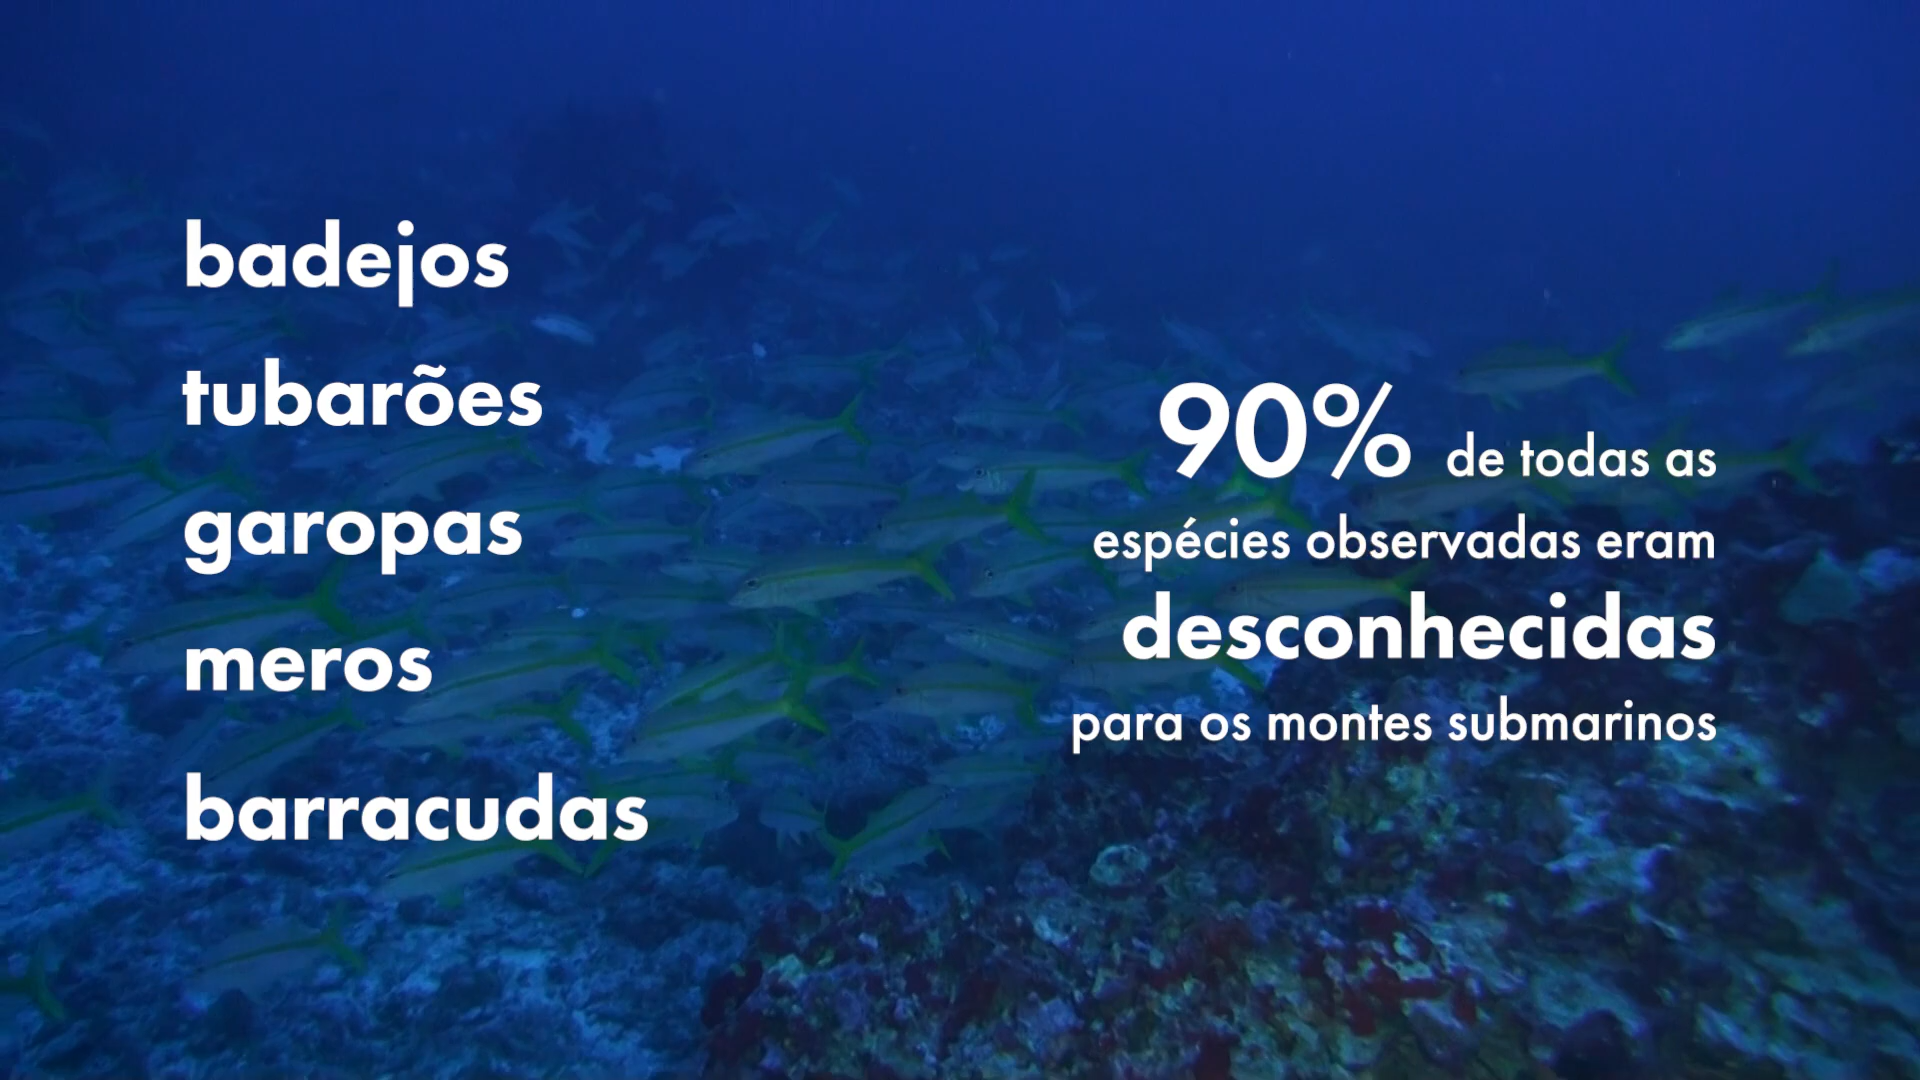 badejos
tubarões
garopas
meros
barracudas
90% de todas as
espécies observadas eram
desconhecidas
para os montes submarinos